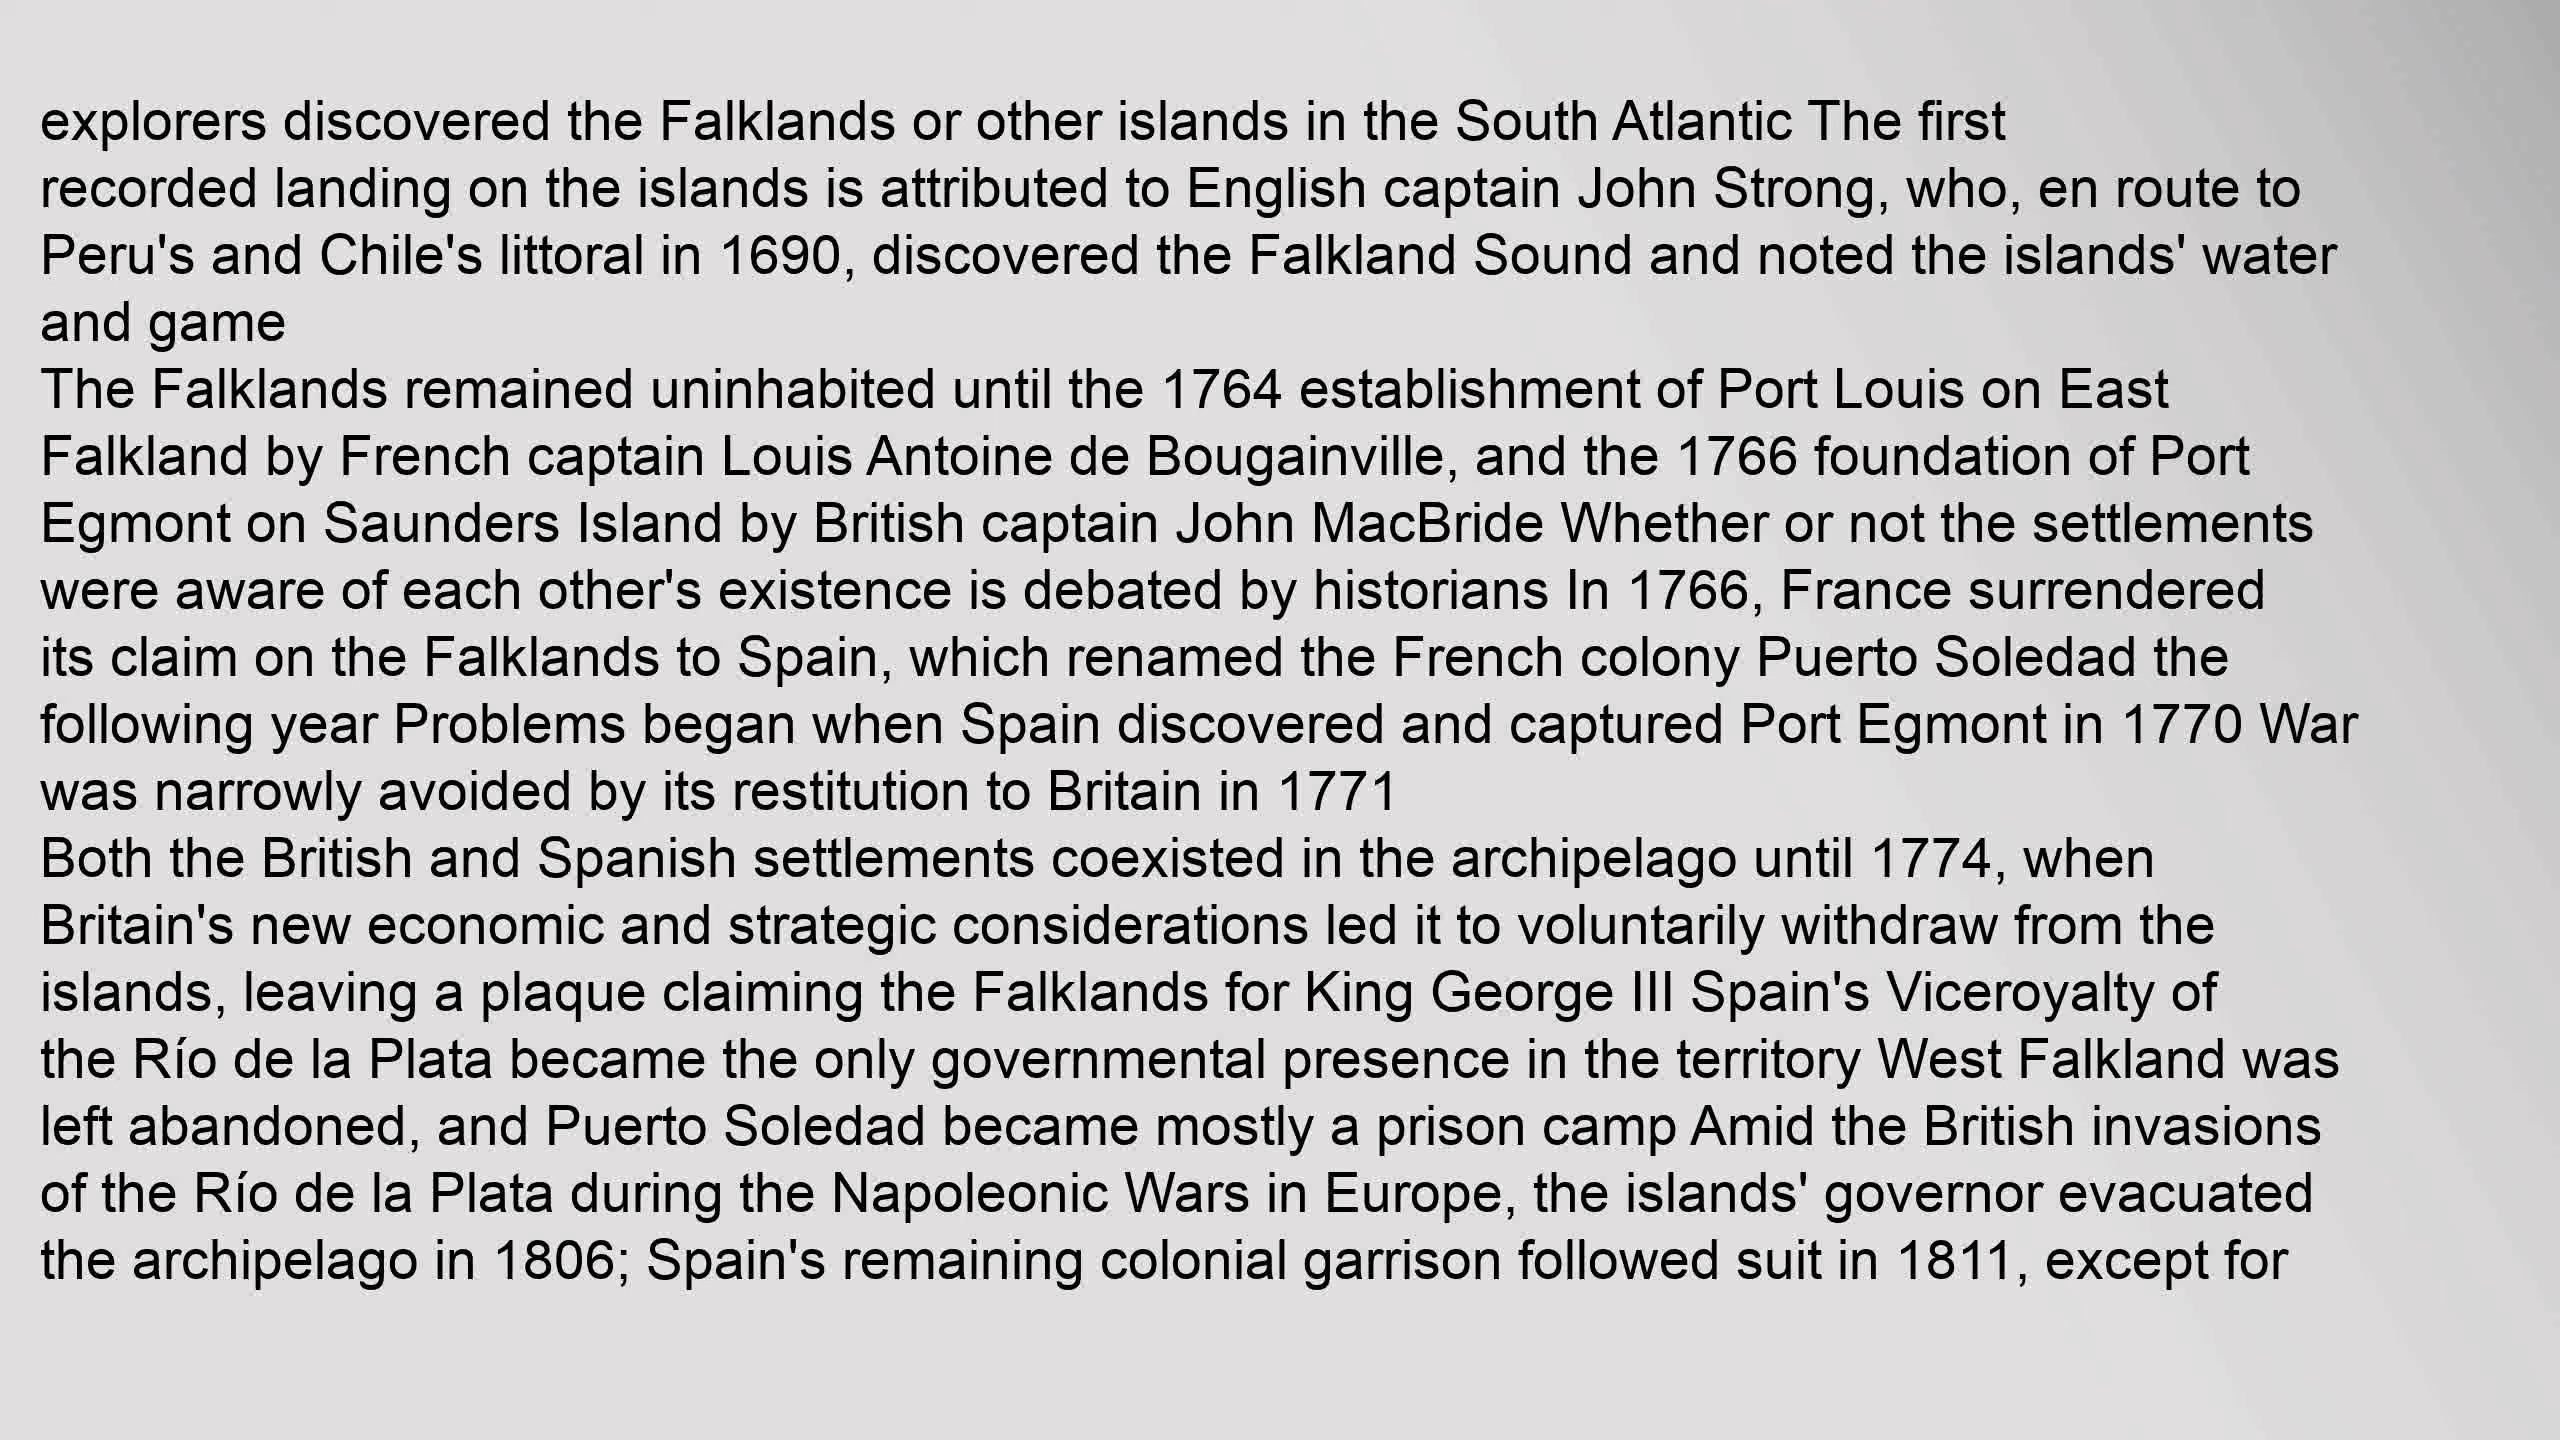 explorers discovered the Falklands or other islands in the South Atlantic The first
recorded landing on the islands is attributed to English captain John Strong, who, en route to
Peru's and Chile's littoral in 1690, discovered the Falkland Sound and noted the islands' water
and game
The Falklands remained uninhabited until the 1764 establishment of Port Louis on East
Falkland by French captain Louis Antoine de Bougainville, and the 1766 foundation of Port
Egmont on Saunders Island by British captain John MacBride Whether or not the settlements
were aware of each other's existence is debated by historians In 1766, France surrendered
its claim on the Falklands to Spain, which renamed the French colony Puerto Soledad the
following year Problems began when Spain discovered and captured Port Egmont in 1770 War
was narrowly avoided by its restitution to Britain in 1771
Both the British and Spanish settlements coexisted in the archipelago until 1774, when
Britain's new economic and strategic considerations led it to voluntarily withdraw from the
islands, leaving a plaque claiming the Falklands for King George III Spain's Viceroyalty of
the Río de la Plata became the only governmental presence in the territory West Falkland was
left abandoned, and Puerto Soledad became mostly a prison camp Amid the British invasions
of the Río de la Plata during the Napoleonic Wars in Europe, the islands' governor evacuated
the archipelago in 1806; Spain's remaining colonial garrison followed suit in 1811, except for